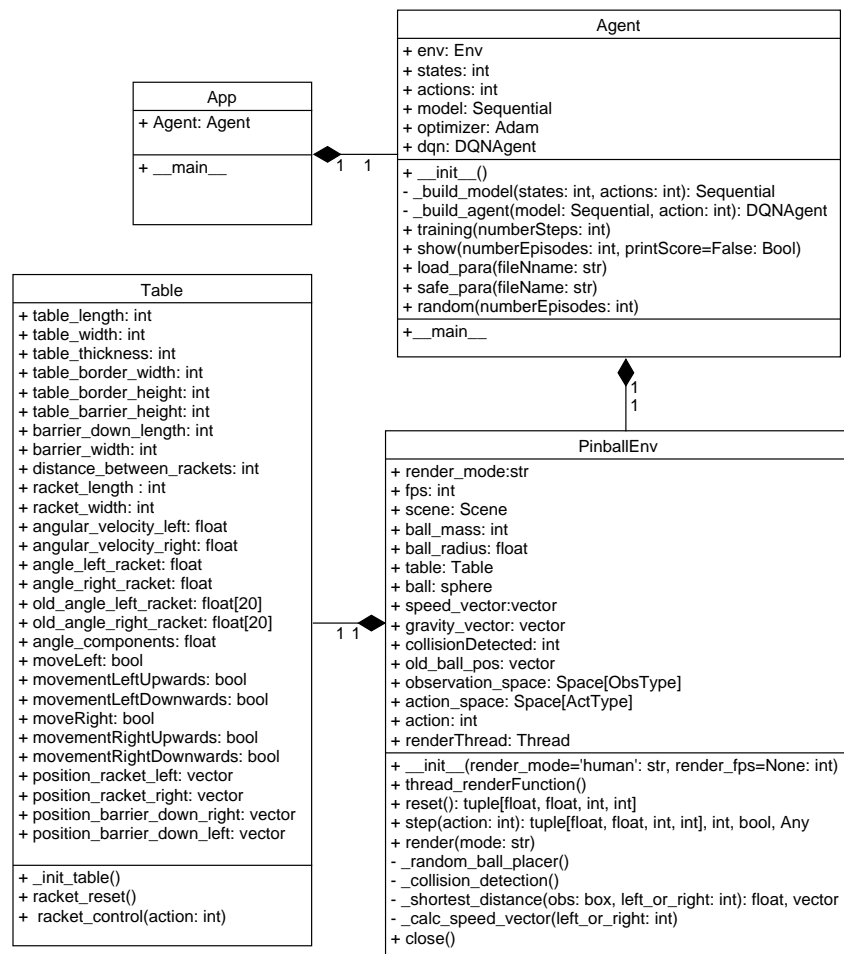 App
+ Agent: Agent
+ __main__
1
1
Agent
+ env: Env
+ states: int
+ actions: int
+ model: Sequential
+ optimizer: Adam
+ dqn: DQNAgent
+ __init__()
- _build_model(states: int, actions: int): Sequential
- _build_agent(model: Sequential, action: int): DQNAgent
+ training(numberSteps: int)
+ show(numberEpisodes: int, printScore=False: Bool)
+ load_para(fileNname: str)
+ safe_para(fileName: str)
+ random(numberEpisodes: int)
+__main__
1
1
Table
+ table_length: int
+ table_width: int
+ table_thickness: int
+ table_border_width: int
+ table_border_height: int
+ table_barrier_height: int
+ barrier_down_length: int
+ barrier_width: int
+ distance_between_rackets: int
+ racket_length : int
+ racket_width: int
+ angular_velocity_left: float
+ angular_velocity_right: float
+ angle_left_racket: float
+ angle_right_racket: float
+ old_angle_left_racket: float[20]
+ old_angle_right_racket: float[20]
+ angle_components: float
+ moveLeft: bool
+ movementLeftUpwards: bool
+ movementLeftDownwards: bool
+ moveRight: bool
+ movementRightUpwards: bool
+ movementRightDownwards: bool
+ position_racket_left: vector
+ position_racket_right: vector
+ position_barrier_down_right: vector
+ position_barrier_down_left: vector
+ _init_table()
+ racket_reset()
+ racket_control(action: int)
1 1
PinballEnv
+ render_mode:str
+ fps: int
+ scene: Scene
+ ball_mass: int
+ ball_radius: float
+ table: Table
+ ball: sphere
+ speed_vector:vector
+ gravity_vector: vector
+ collisionDetected: int
+ old_ball_pos: vector
+ observation_space: Space[ObsType]
+ action_space: Space[ActType]
+ action: int
+ renderThread: Thread
+ __init__(render_mode='human': str, render_fps=None: int)
+ thread_renderFunction()
+ reset(): tuple[float, float, int, int]
+ step(action: int): tuple[float, float, int, int], int, bool, Any
+ render(mode: str)
- _random_ball_placer()
- _collision_detection()
- _shortest_distance(obs: box, left_or_right: int): float, vector
- _calc_speed_vector(left_or_right: int)
+ close()